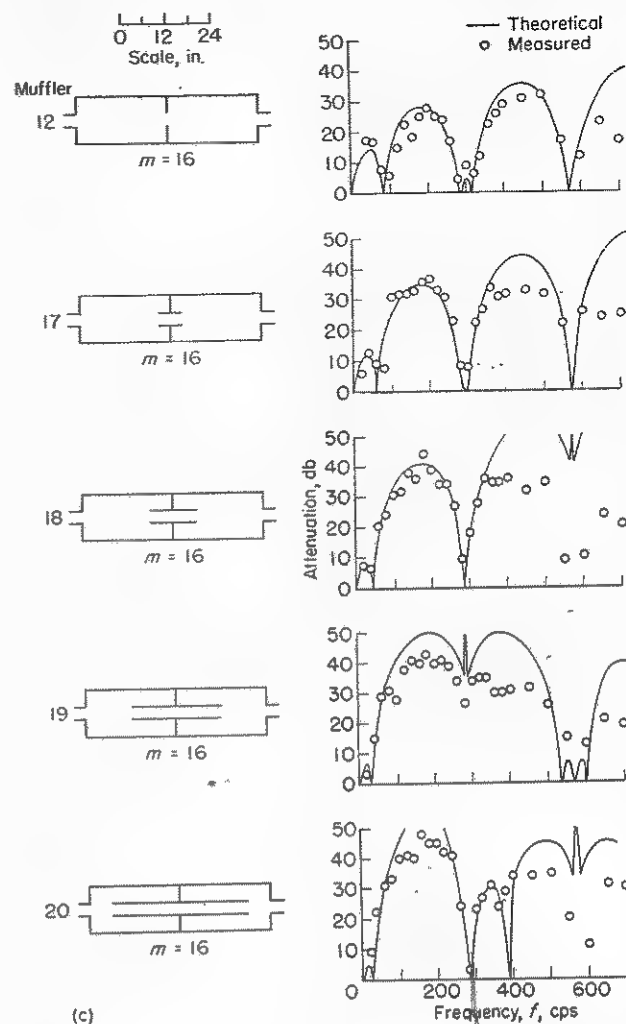 0 12 24
Scale, in.
Theoretical
Measured
Muffler
12
m = 16
50
40
30
20
10
0
17
m = 16
50
40
30
20
10
0
18
m = 16
Attenuation, db
50
40
30
20
10
0
19
m = 16
50
40
30
20
10
0
20
m = 16
50
40
30
20
10
0 200 400 600
Frequency, f, cps
(c)